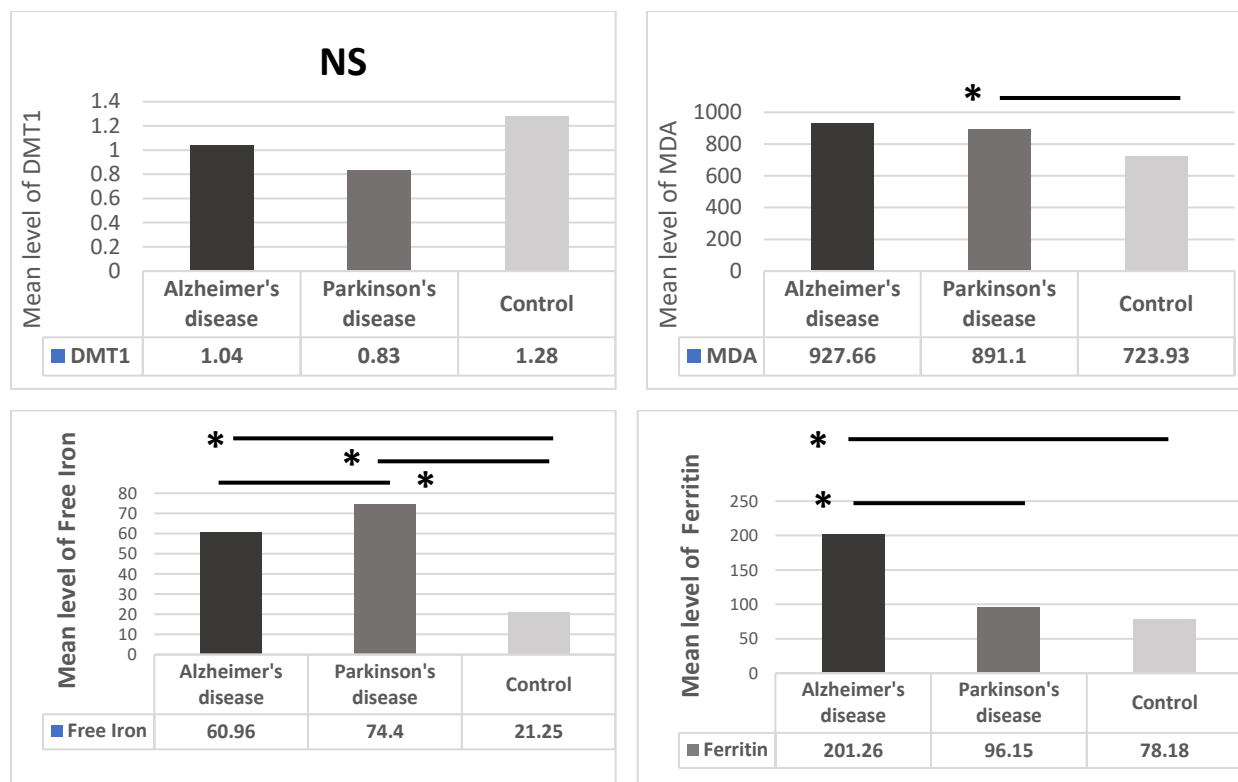 NS
Mean level of DMT1
1.4
1.2
1
0.8
0.6
0.4
0.2
0
Alzheimer's disease Parkinson's disease Control
DMT1 1.04 0.83 1.28
*
Mean level of MDA
1000
800
600
400
200
0
Alzheimer's disease Parkinson's disease Control
MDA 927.66 891.1 723.93
*
*
*
Mean level of Free Iron
80
70
60
50
40
30
20
10
0
Alzheimer's disease Parkinson's disease Control
Free Iron 60.96 74.4 21.25
*
*
Mean level of Ferritin
250
200
150
100
50
0
Alzheimer's disease Parkinson's disease Control
Ferritin 201.26 96.15 78.18